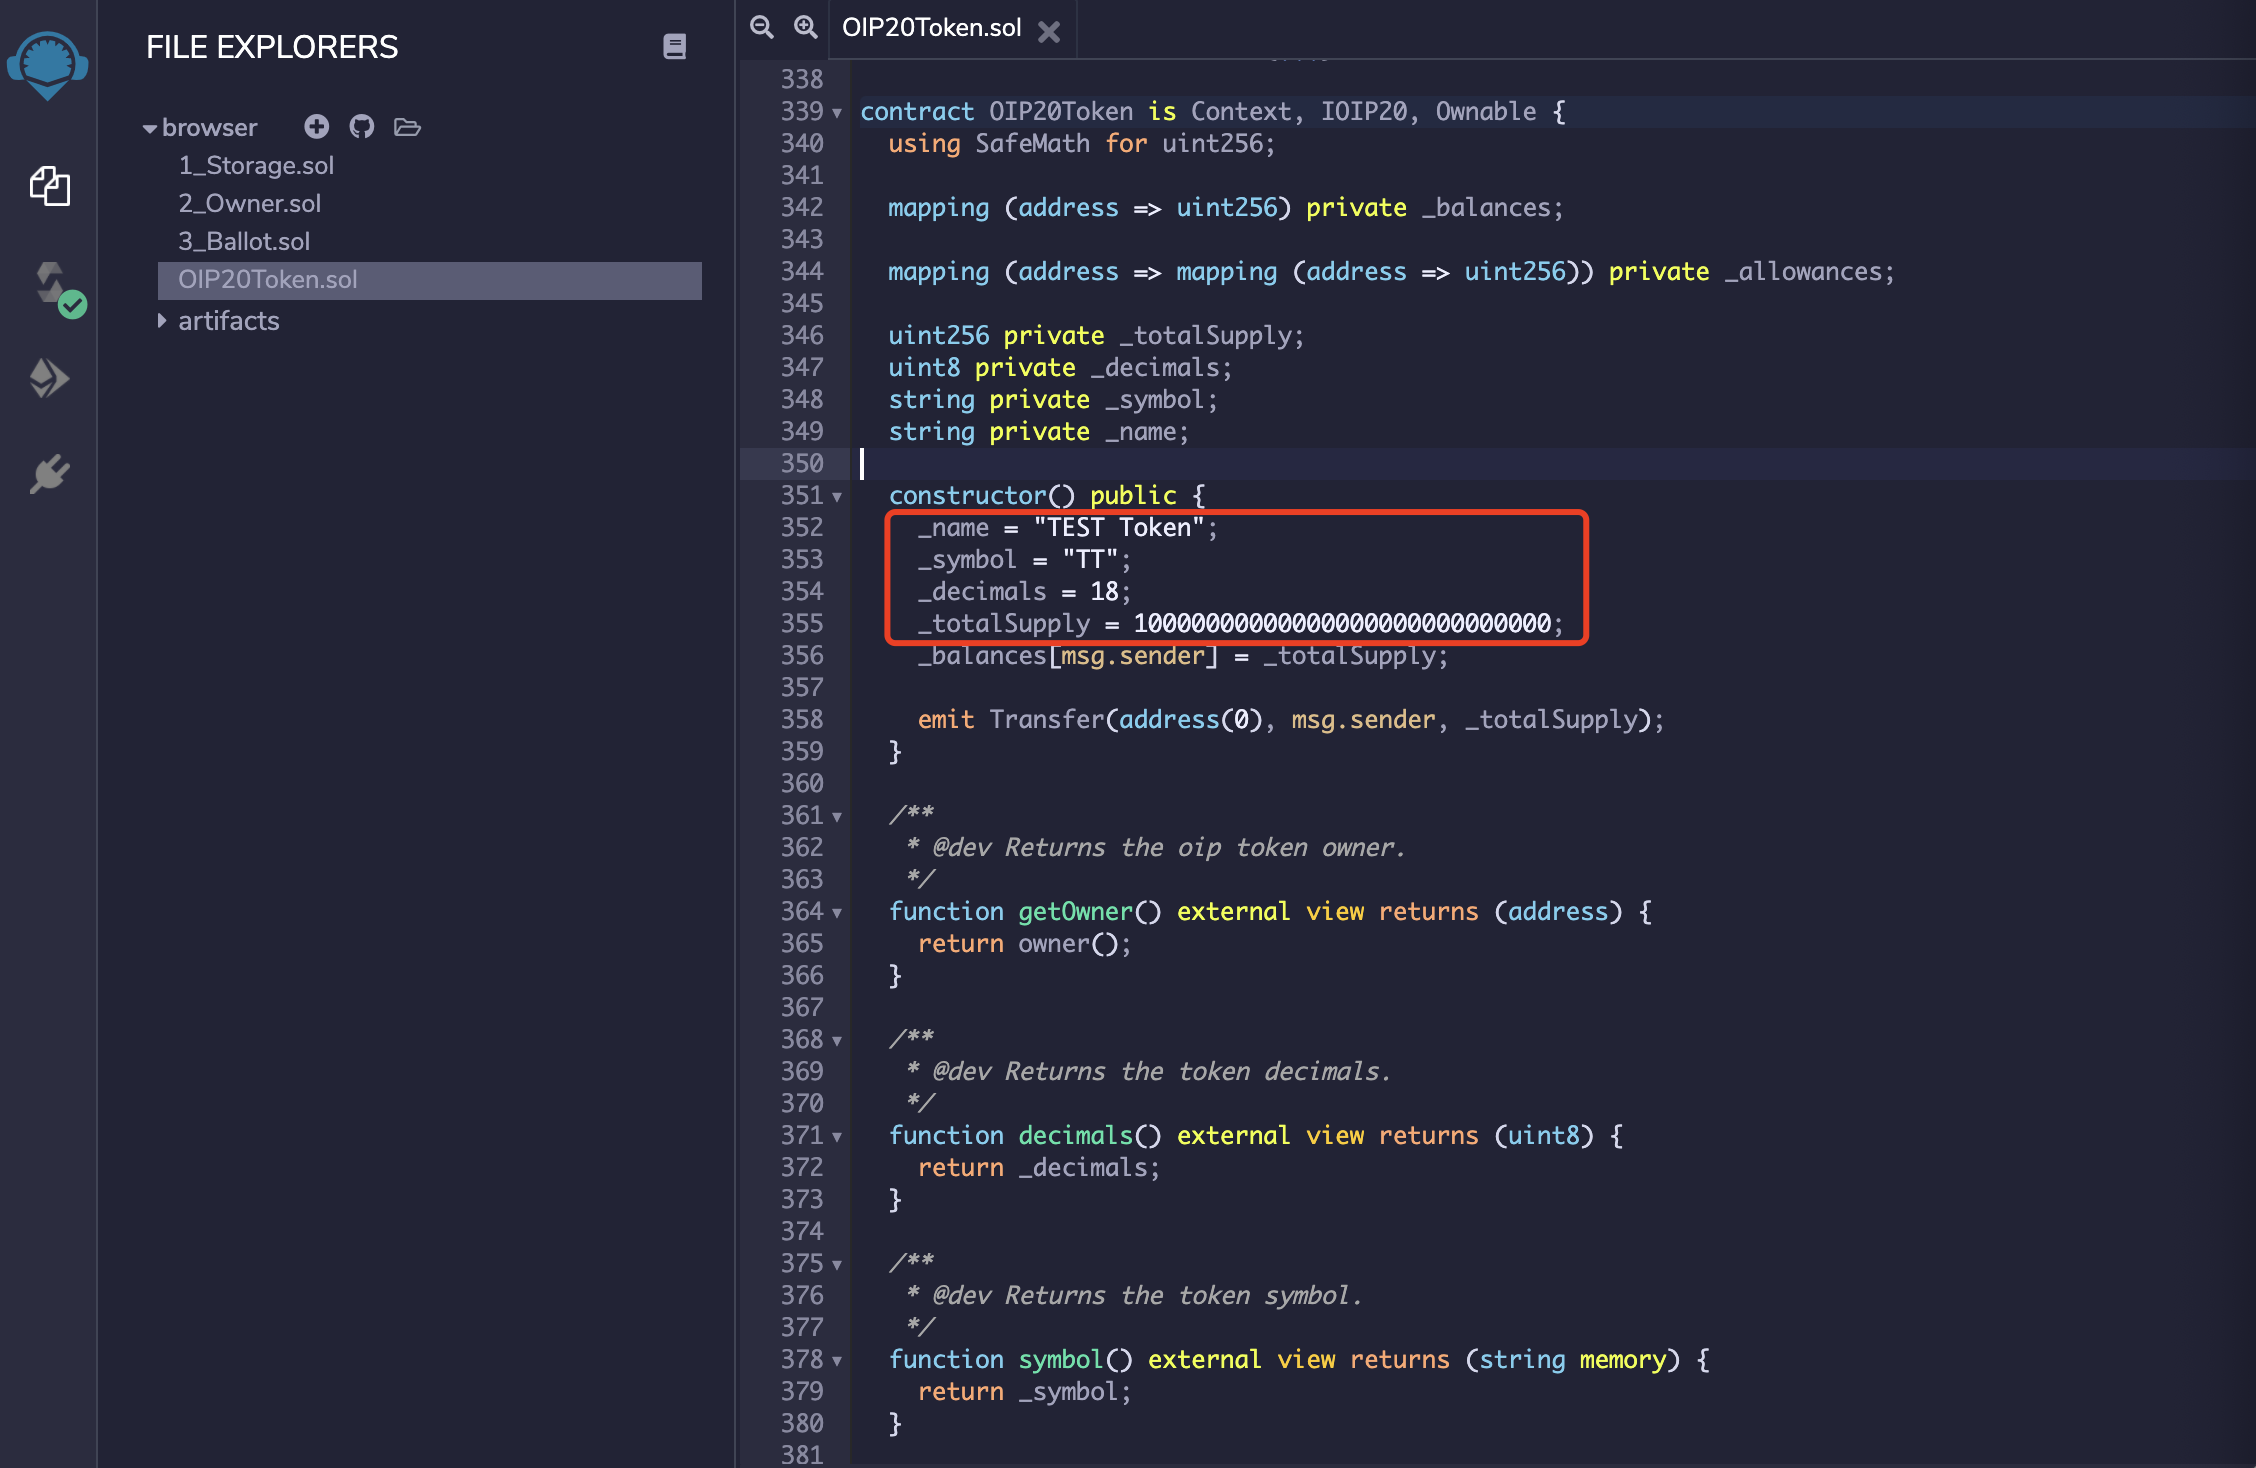 FILE EXPLORERS
browser
1_Storage.sol
2_Owner.sol
3_Ballot.sol
OIP20Token.sol
artifacts
OIP20Token.sol
338
339 contract OIP20Token is Context, IOIP20, Ownable {
340 using SafeMath for uint256;
341
342 mapping (address => uint256) private _balances;
343
344 mapping (address => mapping (address => uint256)) private _allowances;
345
346 uint256 private _totalSupply;
347 uint8 private _decimals;
348 string private _symbol;
349 string private _name;
350
351 constructor() public {
352 _name = "TEST Token";
353 _symbol = "TT";
354 _decimals = 18;
355 _totalSupply = 10000000000000000000000000000;
356 _balances[msg.sender] = _totalSupply;
357
358 emit Transfer(address(0), msg.sender, _totalSupply);
359 }
360
361 /**
362 * @dev Returns the oip token owner.
363 */
364 function getOwner() external view returns (address) {
365 return owner();
366 }
367
368 /**
369 * @dev Returns the token decimals.
370 */
371 function decimals() external view returns (uint8) {
372 return _decimals;
373 }
374
375 /**
376 * @dev Returns the token symbol.
377 */
378 function symbol() external view returns (string memory) {
379 return _symbol;
380 }
381